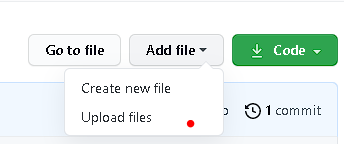 Go to file Add file Code
Create new file
1 commit
Upload files